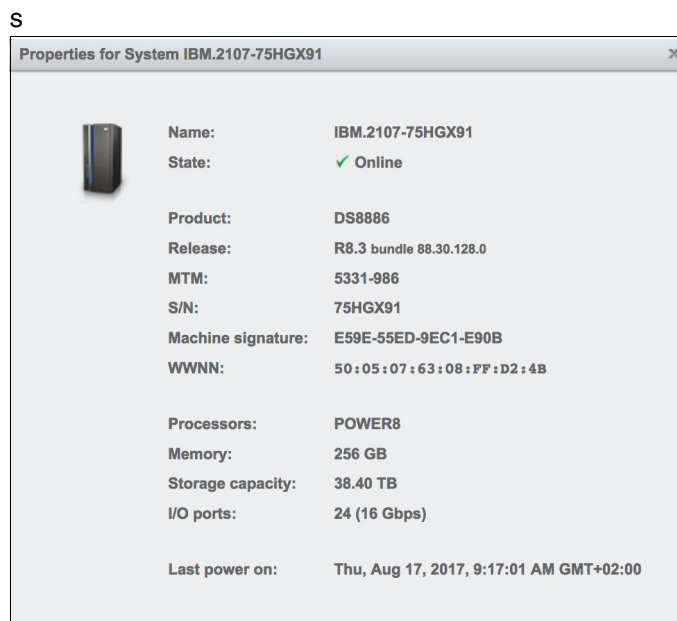 S
Properties for System IBM.2107-75HGX91 ×
Name: IBM.2107-75HGX91
State: ✓ Online
Product: DS8886
Release: R8.3 bundle 88.30.128.0
MTM: 5331-986
S/N: 75HGX91
Machine signature: E59E-55ED-9EC1-E90B
WWNN: 50:05:07:63:08:FF:D2:4B
Processors: POWER8
Memory: 256 GB
Storage capacity: 38.40 TB
I/O ports: 24 (16 Gbps)
Last power on: Thu, Aug 17, 2017, 9:17:01 AM GMT+02:00